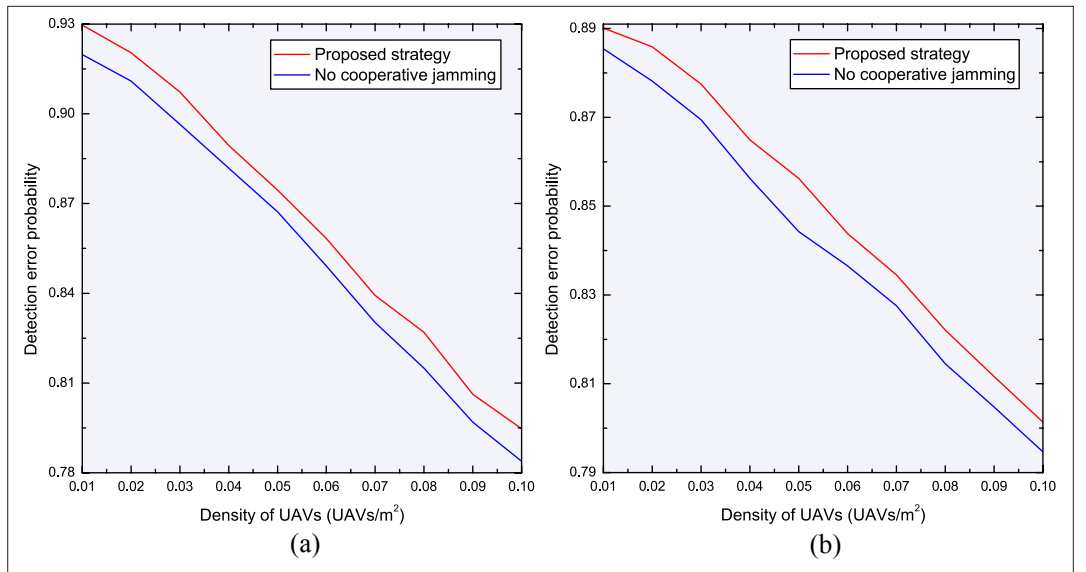 0.93
0.90
0.87
0.84
0.81
0.78
Detection error probability
Proposed strategy
No cooperative jamming
0.01 0.02 0.03 0.04 0.05 0.06 0.07 0.08 0.09 0.10
Density of UAVs (UAVs/m²)
(a)
0.89
0.87
0.85
0.83
0.81
0.79
Detection error probability
Proposed strategy
No cooperative jamming
0.01 0.02 0.03 0.04 0.05 0.06 0.07 0.08 0.09 0.10
Density of UAVs (UAVs/m²)
(b)